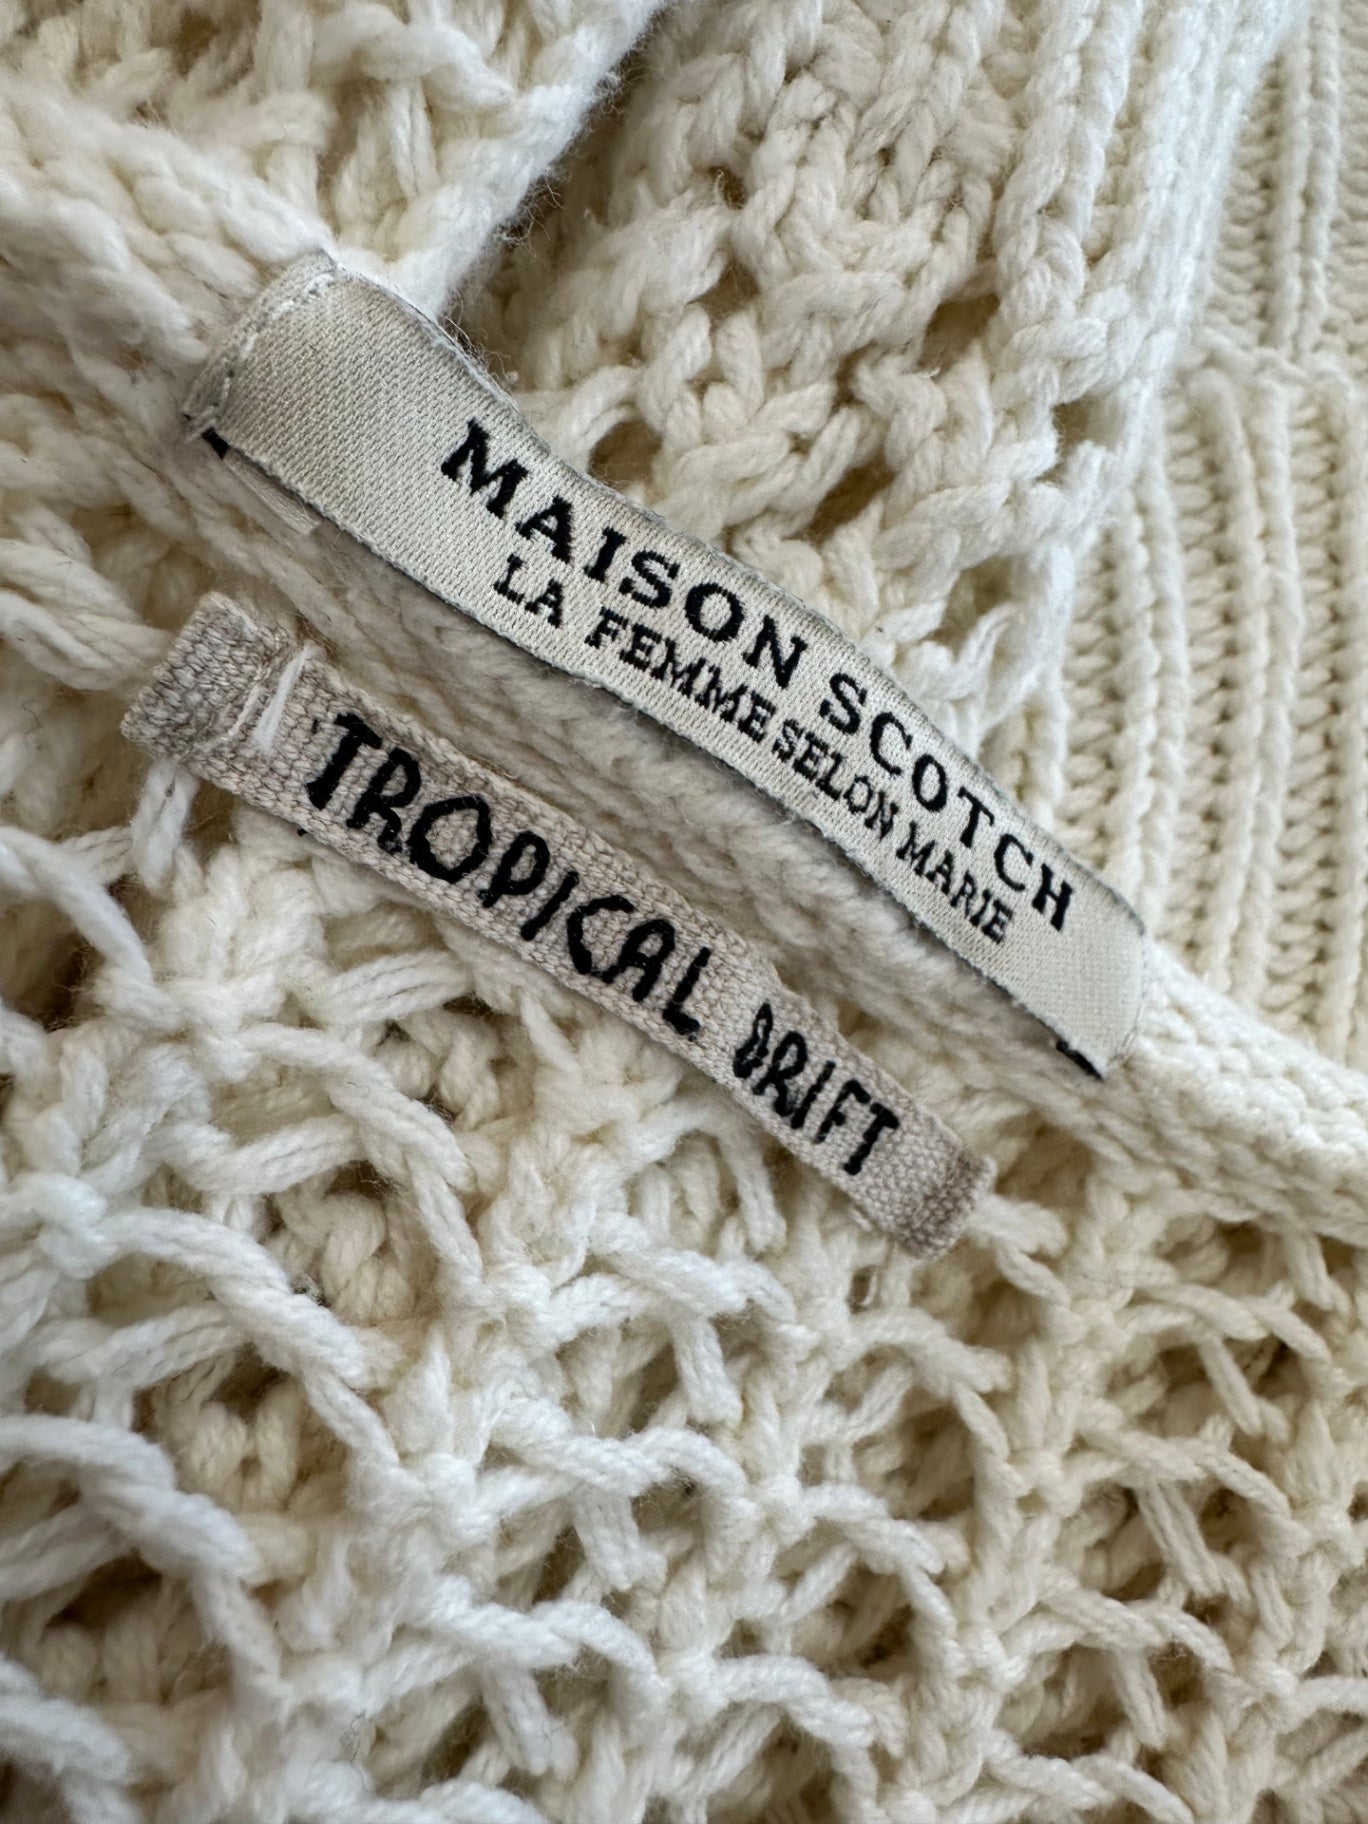 MAISON SCOTCH
LA FEMME SELON MARIE
TROPICAL DRIFT